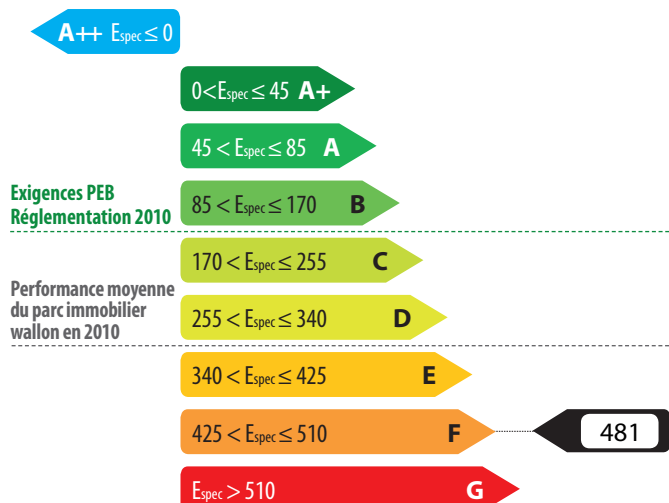 A++ Espec ≤ 0
0<Espec ≤ 45 A+
45 < Espec ≤ 85 A
Exigences PEB
Réglementation 2010
85 < Espec ≤ 170 B
170 < Espec ≤ 255 C
Performance moyenne
du parc immobilier
wallon en 2010
255 < Espec ≤ 340 D
340 < Espec ≤ 425 E
425 < Espec ≤ 510 F 481
Espec > 510 G